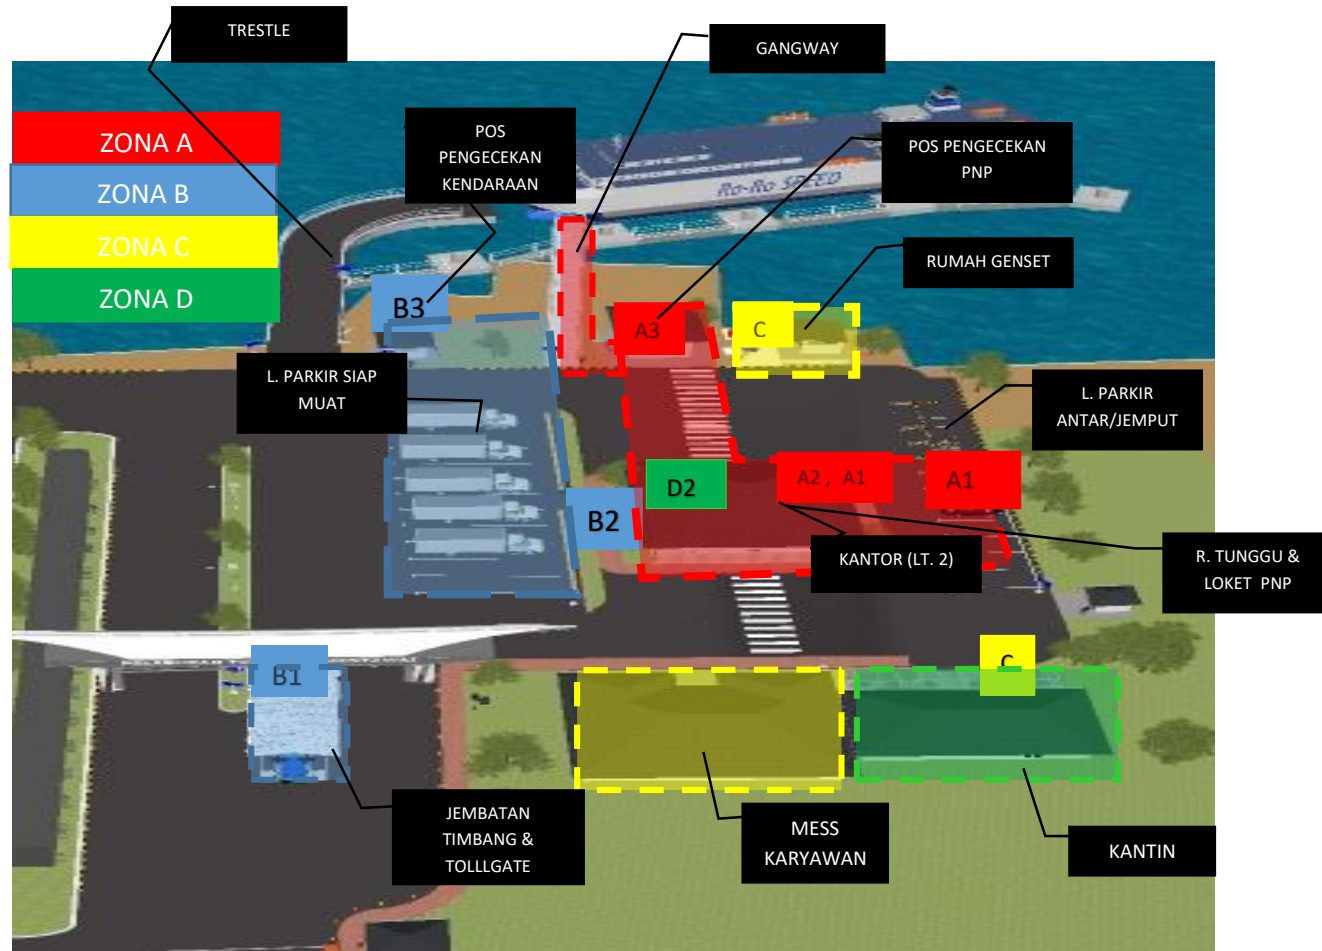 TRESTLE
GANGWAY
ZONA A
ZONA B
ZONA C
ZONA D
POS
PENGECEKAN
KENDARAAN
POS PENGECEKAN
PNP
Ro-Ro SPEED
RUMAH GENSET
B3
A3
C
L. PARKIR SIAP
MUAT
L. PARKIR
ANTAR/JEMPUT
D2
A2 , A1
A1
B2
KANTOR (LT. 2)
R. TUNGGU &
LOKET PNP
B1
C
JEMBATAN
TIMBANG &
TOLLLGATE
MESS
KARYAWAN
KANTIN